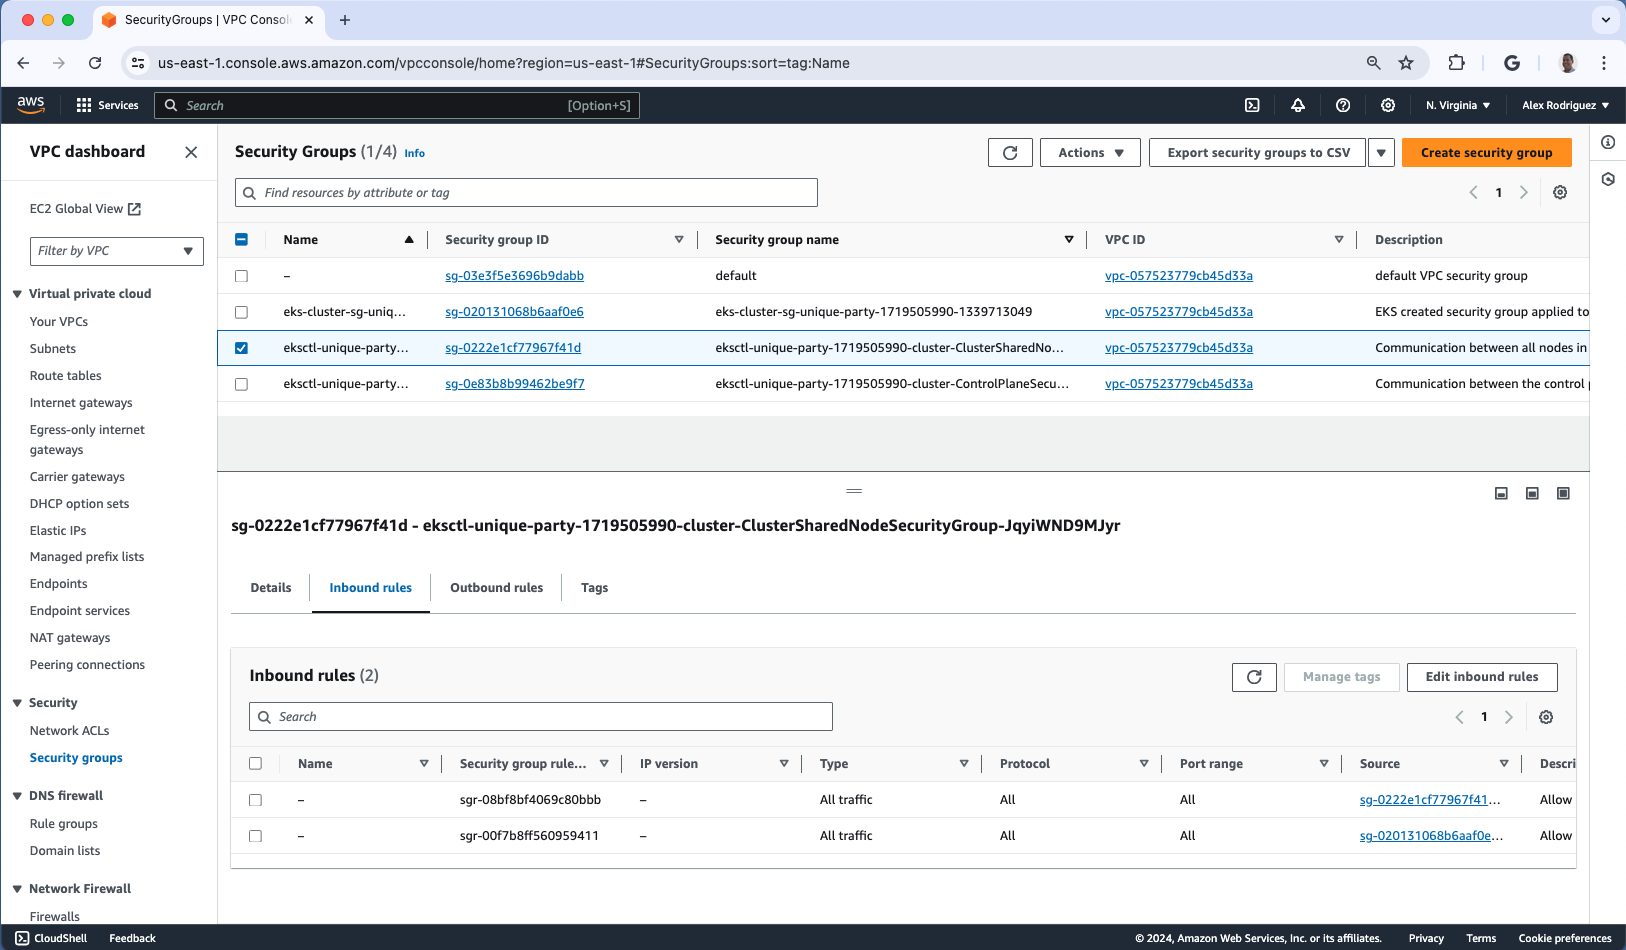 SecurityGroups | VPC Consol
us-east-1.console.aws.amazon.com/vpcconsole/home?region=us-east-1#SecurityGroups:sort=tag:Name
aws
Services
Search
[Option+S]
N. Virginia
Alex Rodriguez
VPC dashboard
EC2 Global View
Filter by VPC
Virtual private cloud
Your VPCs
Subnets
Route tables
Internet gateways
Egress-only internet
gateways
Carrier gateways
DHCP option sets
Elastic IPs
Managed prefix lists
Endpoints
Endpoint services
NAT gateways
Peering connections
Security
Network ACLs
Security groups
DNS firewall
Rule groups
Domain lists
Network Firewall
Firewalls
Security Groups (1/4) Info
Actions
Export security groups to CSV
Create security group
Find resources by attribute or tag
1
Name Security group ID Security group name VPC ID Description
– sg-03e3f5e3696b9dabb default vpc-057523779cb45d33a default VPC security group
eks-cluster-sg-uniq... sg-020131068b6aaf0e6 eks-cluster-sg-unique-party-1719505990-1339713049 vpc-057523779cb45d33a EKS created security group applied to
eksctl-unique-party... sg-0222e1cf77967f41d eksctl-unique-party-1719505990-cluster-ClusterSharedNo... vpc-057523779cb45d33a Communication between all nodes in
eksctl-unique-party... sg-0e83b8b99462be9f7 eksctl-unique-party-1719505990-cluster-ControlPlaneSecu... vpc-057523779cb45d33a Communication between the control
sg-0222e1cf77967f41d - eksctl-unique-party-1719505990-cluster-ClusterSharedNodeSecurityGroup-JqyiWND9MJyr
Details Inbound rules Outbound rules Tags
Inbound rules (2)
Manage tags
Edit inbound rules
Search
1
Name Security group rule... IP version Type Protocol Port range Source Descri
– sgr-08bf8bf4069c80bbb – All traffic All All sg-0222e1cf77967f41... Allow
– sgr-00f7b8ff560959411 – All traffic All All sg-020131068b6aaf0e... Allow
CloudShell Feedback © 2024, Amazon Web Services, Inc. or its affiliates. Privacy Terms Cookie preferences